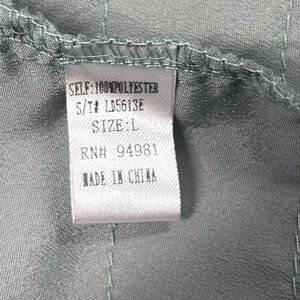 SELF:100%POLYESTER
S/T# LD5613E
SIZE:L
RN# 94981
MADE IN CHINA